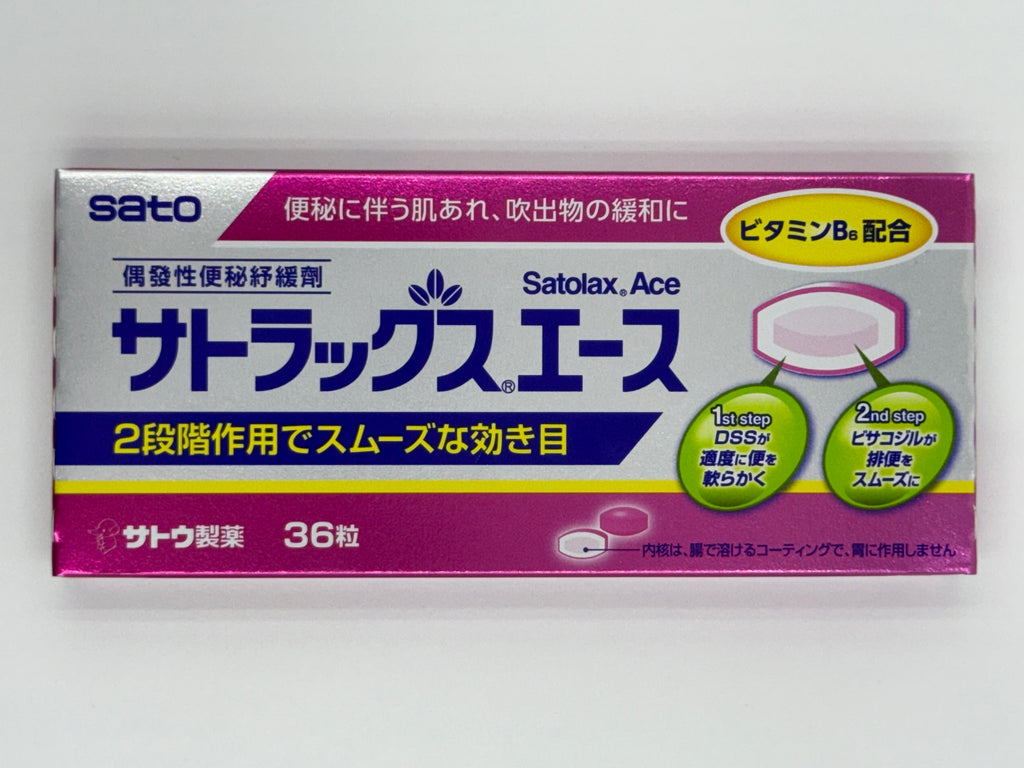 sato
便秘に伴う肌あれ、吹出物の緩和に
ビタミンB₆配合
偶發性便秘紓緩劑
Satolax® Ace
サトラックス®エース
2段階作用でスムーズな効き目
1st step
DSSが
適度に便を
軟らかく
2nd step
ビサコジルが
排便を
スムーズに
サトウ製薬
36粒
内核は、腸で溶けるコーティングで、胃に作用しません